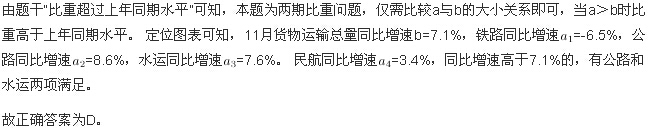 由题干“比重超过上年同期水平”可知，本题为两期比重问题，仅需比较a与b的大小关系即可，当a＞b时比
重高于上年同期水平。 定位图表可知，11月货物运输总量同比增速b=7.1%，铁路同比增速a₁=-6.5%，公
路同比增速a₂=8.6%，水运同比增速a₃=7.6%。 民航同比增速a₄=3.4%，同比增速高于7.1%的，有公路和
水运两项满足。
故正确答案为D。